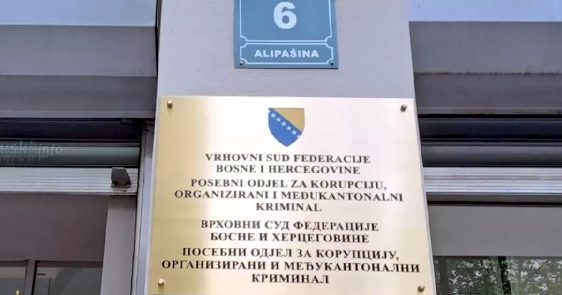 6
ALIPAŠINA
VRHOVNI SUD FEDERACIJE
BOSNE I HERCEGOVINE
POSEBNI ODJEL ZA KORUPCIJU,
ORGANIZIRANI I MEĐUKANTONALNI
KRIMINAL
ВРХОВНИ СУД ФЕДЕРАЦИЈЕ
БОСНЕ И ХЕРЦЕГОВИНЕ
ПОСЕБНИ ОДЈЕЛ ЗА КОРУПЦИЈУ,
ОРГАНИЗИРАНИ И МЕЂУКАНТОНАЛНИ
КРИМИНАЛ